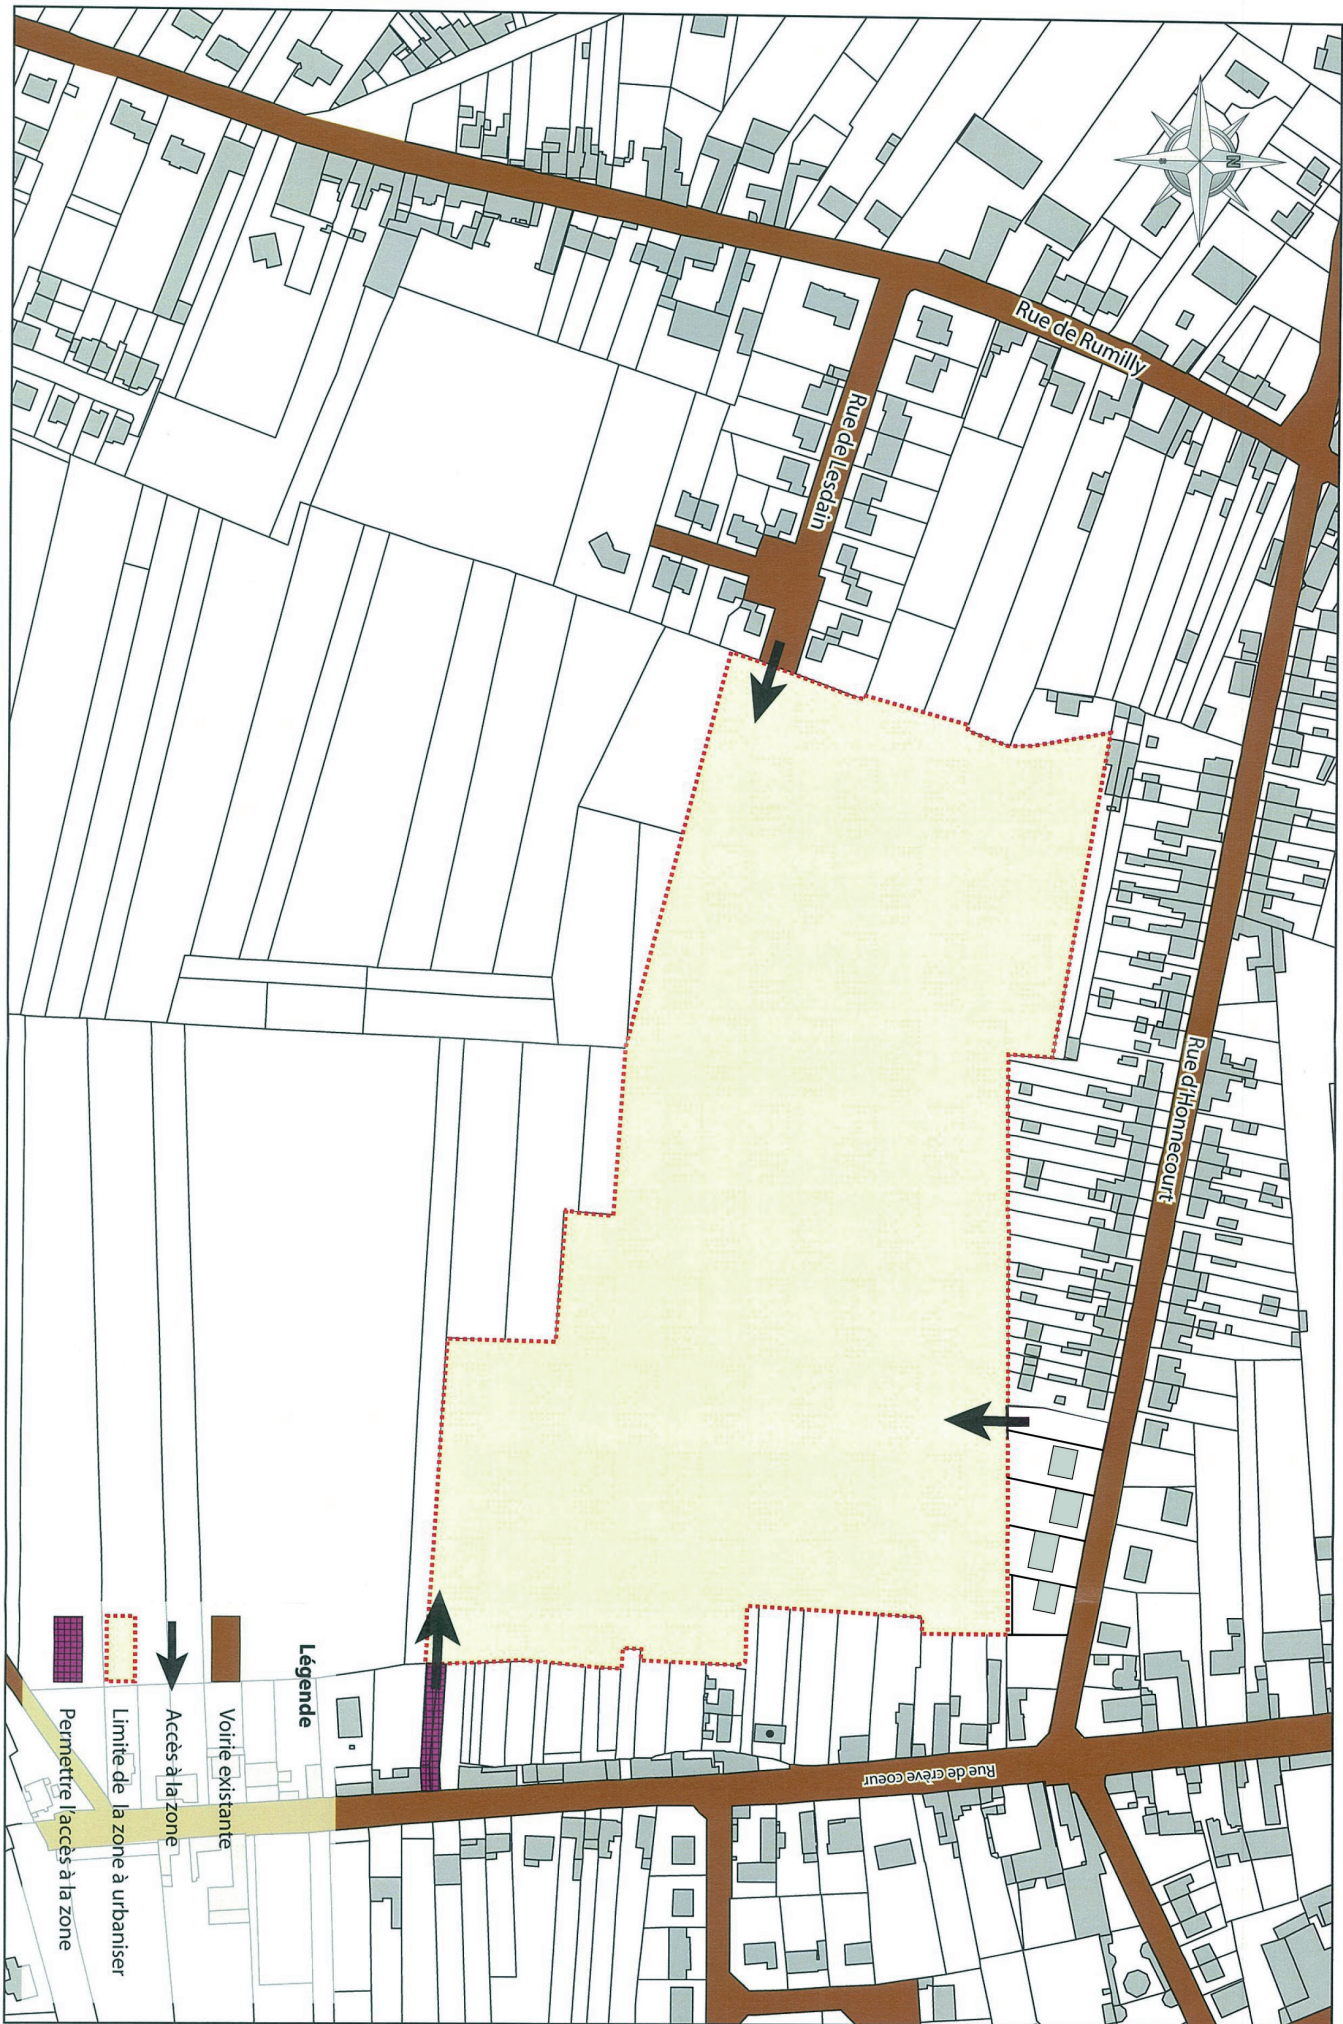 Rue de Rumilly
Rue de Lesdain
Rue d'Honnecourt
Rue de crève coeur
N
S
Légende
Voirie existante
Accès à la zone
Limite de la zone à urbaniser
Permettre l'accès à la zone